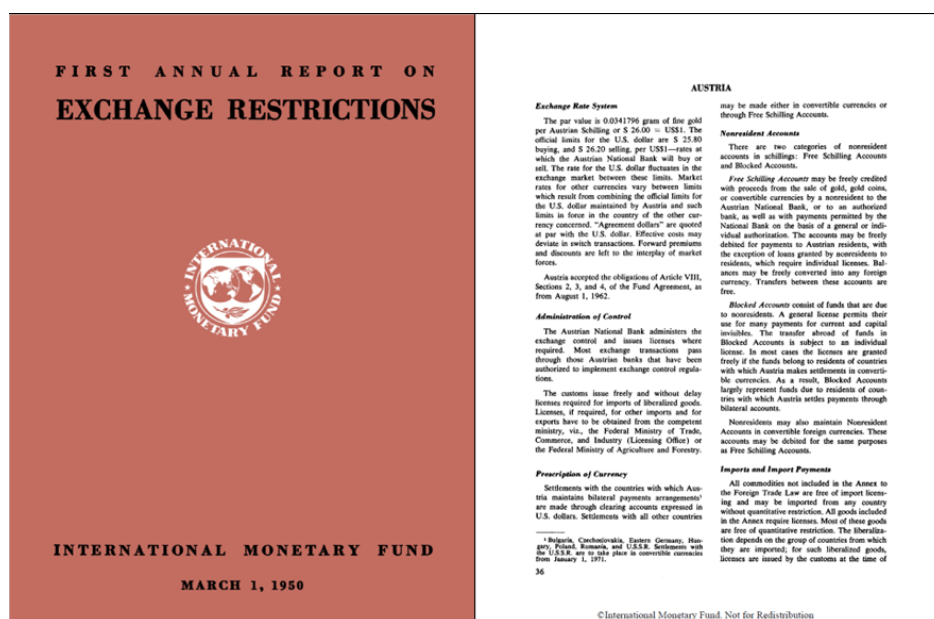 FIRST ANNUAL REPORT ON
EXCHANGE RESTRICTIONS
INTERNATIONAL
MONETARY FUND
INTERNATIONAL MONETARY FUND
MARCH 1, 1950
AUSTRIA
Exchange Rate System
The par value is 0.0341796 gram of fine gold
per Austrian Schilling or S 26.00 = US$1. The
official limits for the U.S. dollar are S 25.80
buying, and S 26.20 selling, per US$1—rates at
which the Austrian National Bank will buy or
sell. The rate for the U.S. dollar fluctuates in the
exchange market between these limits. Market
rates for other currencies vary between limits
which result from combining the official limits for
the U.S. dollar maintained by Austria and such
limits in force in the country of the other cur-
rency concerned. "Agreement dollars" are quoted
at par with the U.S. dollar. Effective costs may
deviate in switch transactions. Forward premiums
and discounts are left to the interplay of market
forces.
Austria accepted the obligations of Article VIII,
Sections 2, 3, and 4, of the Fund Agreement, as
from August 1, 1962.
Administration of Control
The Austrian National Bank administers the
exchange control and issues licenses where
required. Most exchange transactions pass
through those Austrian banks that have been
authorized to implement exchange control regula-
tions.
The customs issue freely and without delay
licenses required for imports of liberalized goods.
Licenses, if required, for other imports and for
exports have to be obtained from the competent
ministry, viz., the Federal Ministry of Trade,
Commerce, and Industry (Licensing Office) or
the Federal Ministry of Agriculture and Forestry.
Prescription of Currency
Settlements with the countries with which Aus-
tria maintains bilateral payments arrangements¹
are made through clearing accounts expressed in
U.S. dollars. Settlements with all other countries
¹ Bulgaria, Czechoslovakia, Eastern Germany, Hun-
gary, Poland, Rumania, and U.S.S.R. Settlements with
the U.S.S.R. are to take place in convertible currencies
from January 1, 1971.
36
may be made either in convertible currencies or
through Free Schilling Accounts.
Nonresident Accounts
There are two categories of nonresident
accounts in schillings: Free Schilling Accounts
and Blocked Accounts.
Free Schilling Accounts may be freely credited
with proceeds from the sale of gold, gold coins,
or convertible currencies by a nonresident to the
Austrian National Bank, or to an authorized
bank, as well as with payments permitted by the
National Bank on the basis of a general or indi-
vidual authorization. The accounts may be freely
debited for payments to Austrian residents, with
the exception of loans granted by nonresidents to
residents, which require individual licenses. Bal-
ances may be freely converted into any foreign
currency. Transfers between these accounts are
free.
Blocked Accounts consist of funds that are due
to nonresidents. A general license permits their
use for many payments for current and capital
invisibles. The transfer abroad of funds in
Blocked Accounts is subject to an individual
license. In most cases the licenses are granted
freely if the funds belong to residents of countries
with which Austria makes settlements in converti-
ble currencies. As a result, Blocked Accounts
largely represent funds due to residents of coun-
tries with which Austria settles payments through
bilateral accounts.
Nonresidents may also maintain Nonresident
Accounts in convertible foreign currencies. These
accounts may be debited for the same purposes
as Free Schilling Accounts.
Imports and Import Payments
All commodities not included in the Annex to
the Foreign Trade Law are free of import licens-
ing and may be imported from any country
without quantitative restriction. All goods included
in the Annex require licenses. Most of these goods
are free of quantitative restriction. The liberaliza-
tion depends on the group of countries from which
they are imported; for such liberalized goods,
licenses are issued by the customs at the time of
©International Monetary Fund. Not for Redistribution